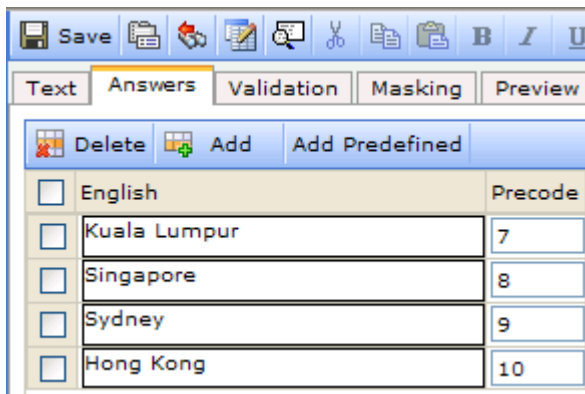 Save B I U
Text Answers Validation Masking Preview
Delete Add Add Predefined
English Precode
Kuala Lumpur 7
Singapore 8
Sydney 9
Hong Kong 10